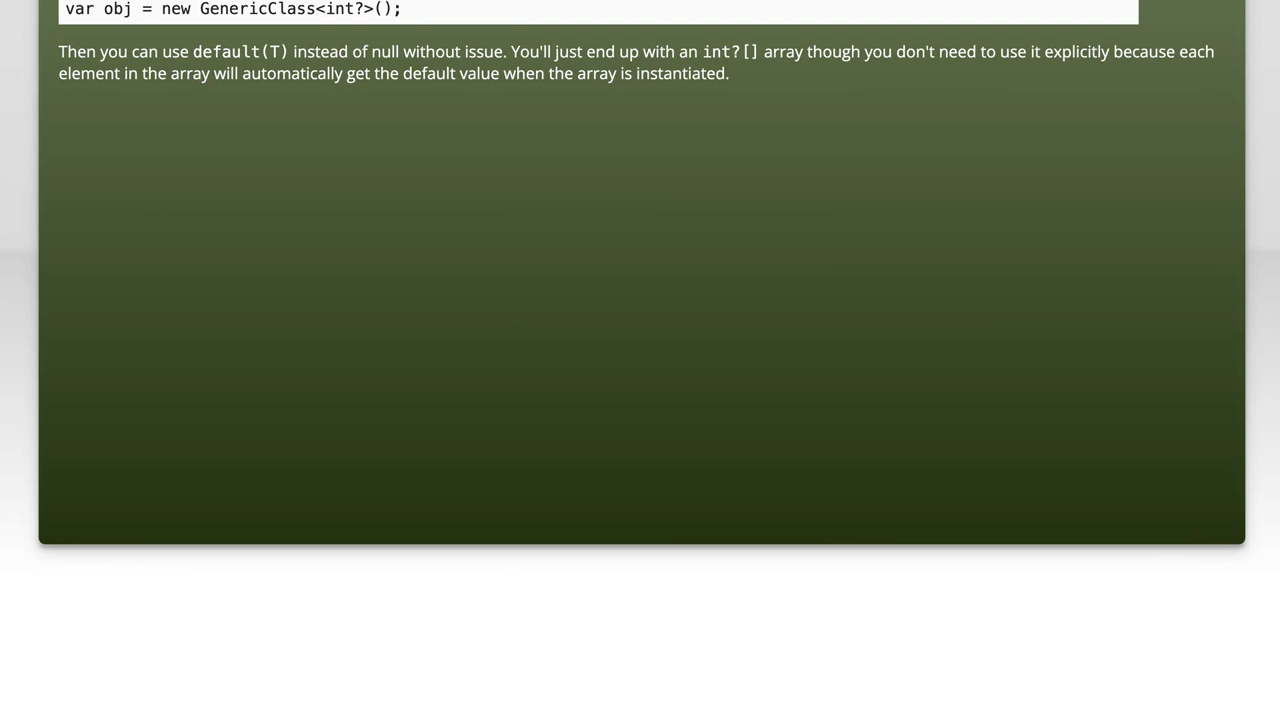 var obj = new GenericClass<int?>();
Then you can use default(T) instead of null without issue. You'll just end up with an int?[] array though you don't need to use it explicitly because each
element in the array will automatically get the default value when the array is instantiated.